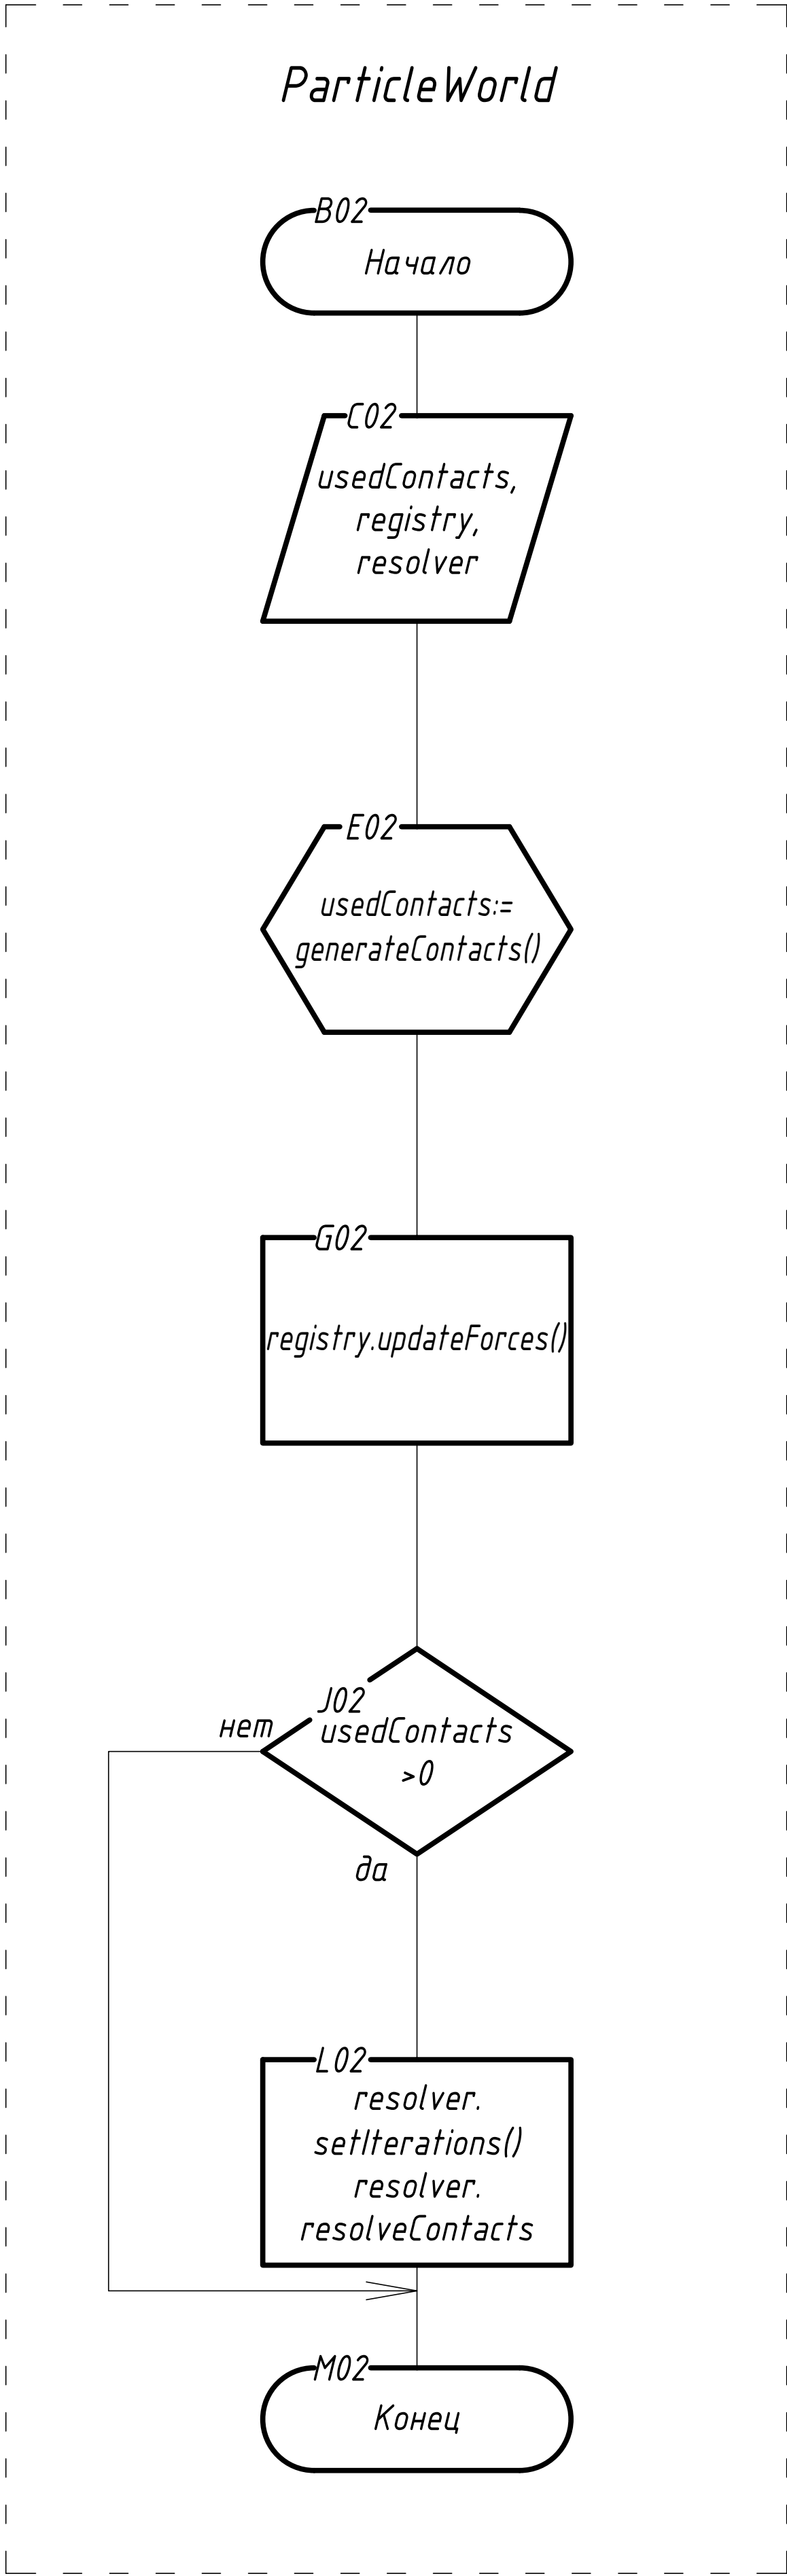 ParticleWorld
B02
Начало
C02
usedContacts,
registry,
resolver
E02
usedContacts:=
generateContacts()
G02
registry.updateForces()
J02
нет
usedContacts
>0
да
L02
resolver.
setIterations()
resolver.
resolveContacts
M02
Конец